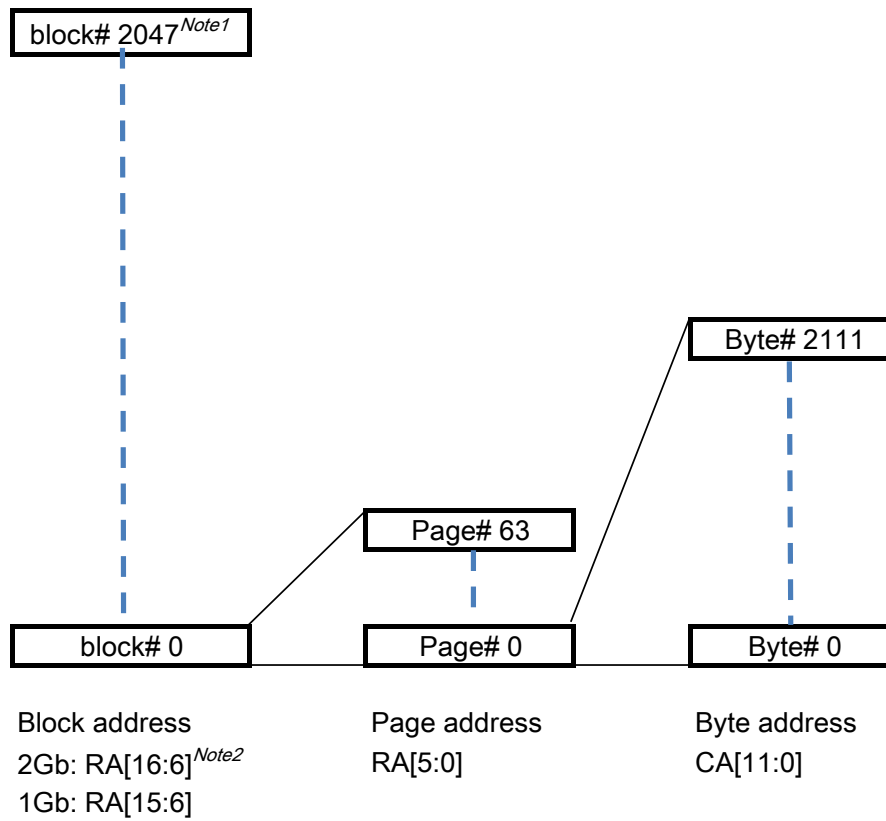 block# 2047Note1
Byte# 2111
Page# 63
block# 0
Page# 0
Byte# 0
Block address
2Gb: RA[16:6]Note2
1Gb: RA[15:6]
Page address
RA[5:0]
Byte address
CA[11:0]